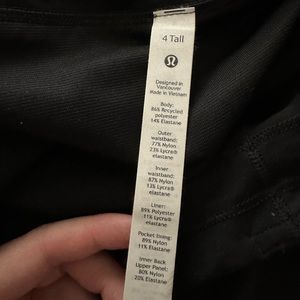 4 Tall
Designed in
Vancouver
Made in Vietnam
Body:
86% Recycled
polyester
14% Elastane
Outer
waistband:
77% Nylon
23% Lycra®
elastane
Inner
waistband:
87% Nylon
13% Lycra®
elastane
Liner:
89% Polyester
11% Lycra®
elastane
Pocket lining:
89% Nylon
11% Elastane
Inner Back
Upper Panel:
80% Nylon
20% Elastane